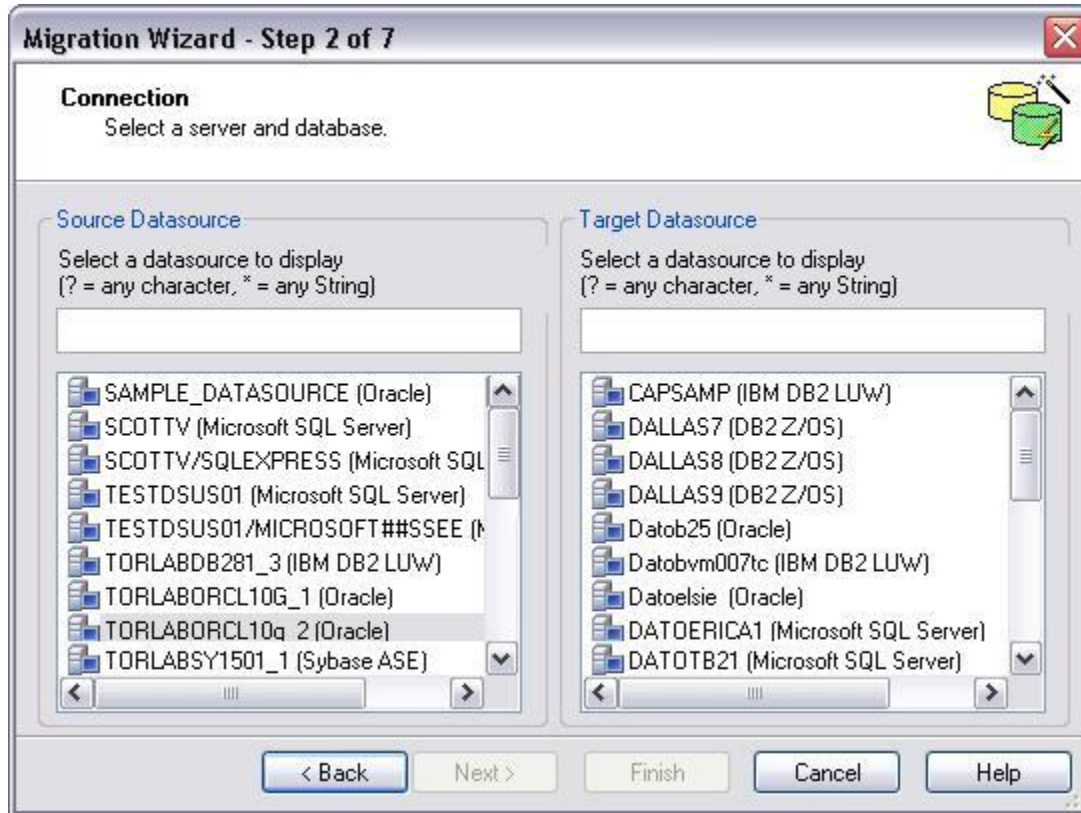 Migration Wizard - Step 2 of 7
Connection
Select a server and database.
Source Datasource
Select a datasource to display
(? = any character, * = any String)
SAMPLE_DATASOURCE (Oracle)
SCOTTV (Microsoft SQL Server)
SCOTTV/SQLEXPRESS (Microsoft SQL
TESTDSUS01 (Microsoft SQL Server)
TESTDSUS01/MICROSOFT##SSEE (M
TORLABDB281_3 (IBM DB2 LUW)
TORLABORCL10G_1 (Oracle)
TORLABORCL10g_2 (Oracle)
TORLABSY1501_1 (Sybase ASE)
Target Datasource
Select a datasource to display
(? = any character, * = any String)
CAPSAMP (IBM DB2 LUW)
DALLAS7 (DB2 Z/OS)
DALLAS8 (DB2 Z/OS)
DALLAS9 (DB2 Z/OS)
Datob25 (Oracle)
Datobvm007tc (IBM DB2 LUW)
Datoelsie (Oracle)
DATOERICA1 (Microsoft SQL Server)
DATOTB21 (Microsoft SQL Server)
< Back
Next >
Finish
Cancel
Help